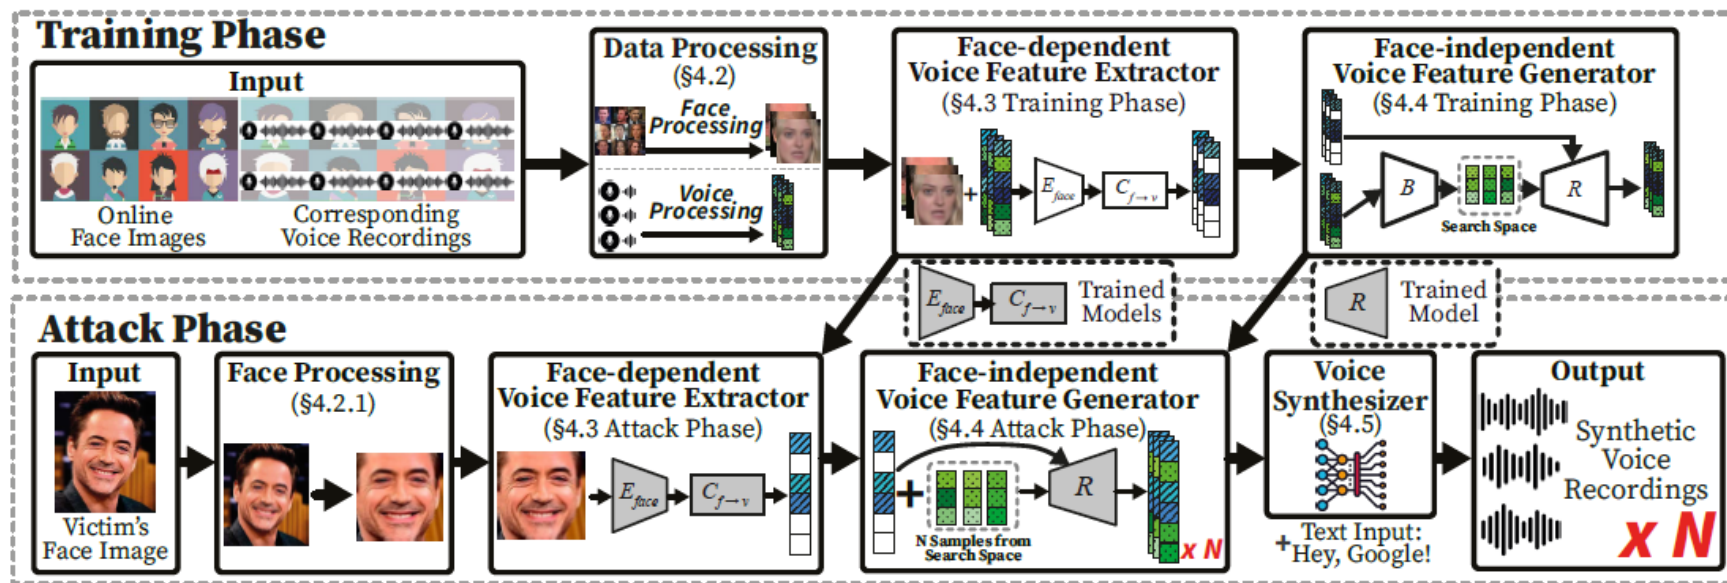 Training Phase
Input
Online
Face Images
Corresponding
Voice Recordings
Data Processing
(§4.2)
Face
Processing
Voice
Processing
Face-dependent
Voice Feature Extractor
(§4.3 Training Phase)
+
E face
C f→v
Face-independent
Voice Feature Generator
(§4.4 Training Phase)
B
R
Search Space
E face
C f→v
Trained
Models
R
Trained
Model
Attack Phase
Input
Victim's
Face Image
Face Processing
(§4.2.1)
Face-dependent
Voice Feature Extractor
(§4.3 Attack Phase)
E face
C f→v
Face-independent
Voice Feature Generator
(§4.4 Attack Phase)
+
R
N Samples from
Search Space
x N
Voice
Synthesizer
(§4.5)
+Text Input:
Hey, Google!
Output
Synthetic
Voice
Recordings
x N